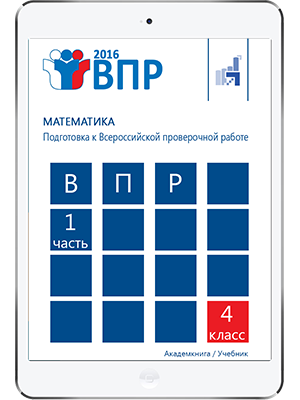 2016
ВПР
МАТЕМАТИКА
Подготовка к Всероссийской проверочной работе
В П Р
1
часть
4
класс
Академкнига / Учебник